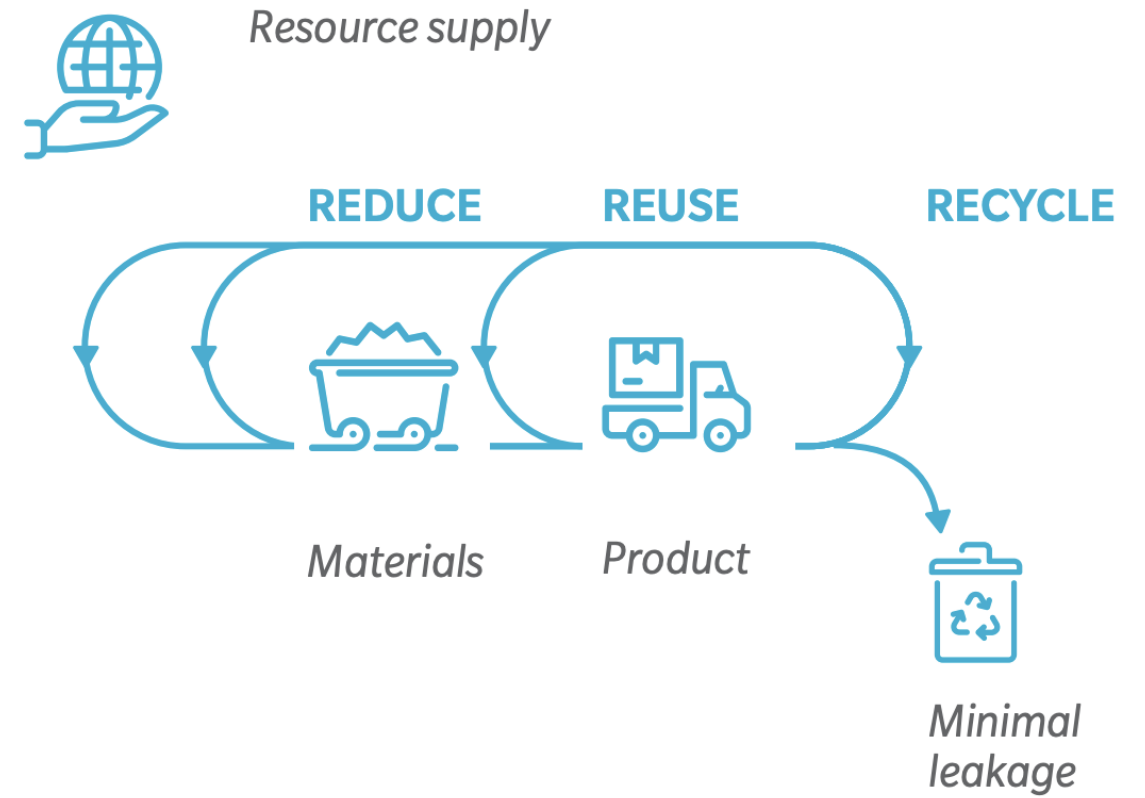 Resource supply
REDUCE
REUSE
RECYCLE
Materials
Product
Minimal
leakage